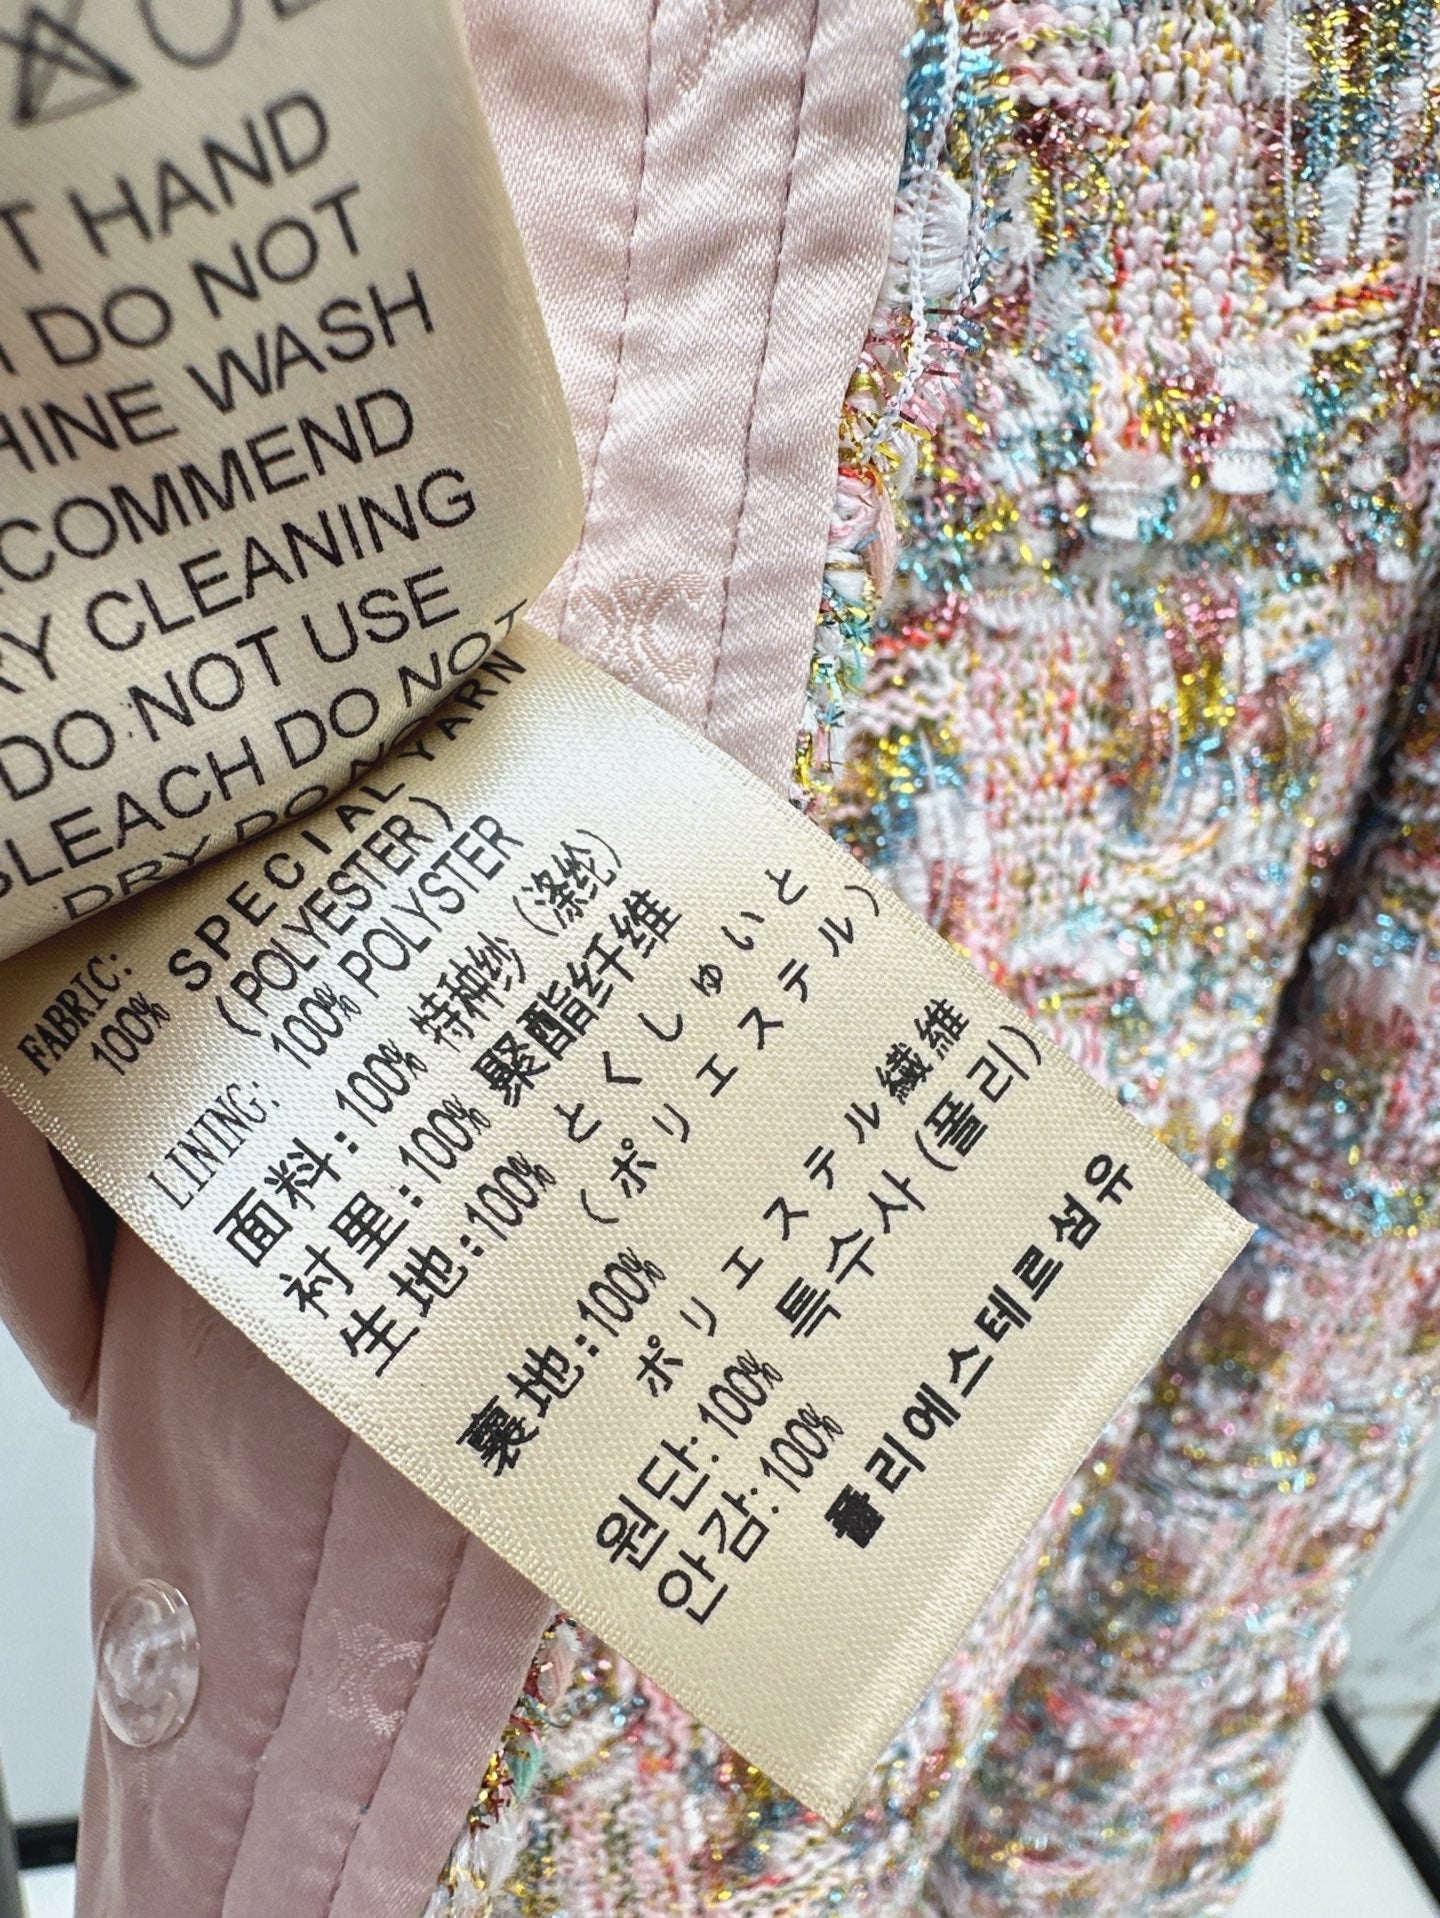 T HAND
DO NOT
HINE WASH
COMMEND
Y CLEANING
DO NOT USE
BLEACH DO NOT
DRY DO N
FABRIC:
100% SPECIAL YARN
(POLYESTER)
LINING: 100% POLYSTER
面料:100% 特种纱(涤纶)
衬里:100% 聚酯纤维
生地:100% とくしゅいと
(ポリエステル)
裏地:100%
ポリエステル繊維
원단:100% 특수사(폴리)
안감:100%
폴리에스테르섬유